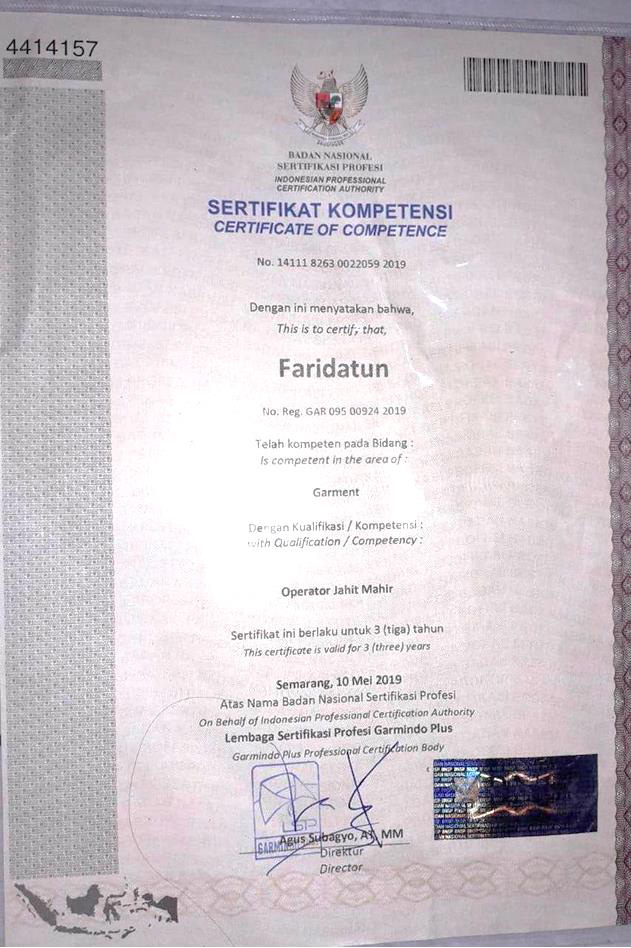 4414157
BADAN NASIONAL
SERTIFIKASI PROFESI
INDONESIAN PROFESSIONAL
CERTIFICATION AUTHORITY
SERTIFIKAT KOMPETENSI
CERTIFICATE OF COMPETENCE
No. 14111 8263 0022059 2019
Dengan ini menyatakan bahwa,
This is to certify that,
Faridatun
No. Reg. GAR 095 00924 2019
Telah kompeten pada Bidang :
Is competent in the area of :
Garment
Dengan Kualifikasi / Kompetensi :
with Qualification / Competency :
Operator Jahit Mahir
Sertifikat ini berlaku untuk 3 (tiga) tahun
This certificate is valid for 3 (three) years
Semarang, 10 Mei 2019
Atas Nama Badan Nasional Sertifikasi Profesi
On Behalf of Indonesian Professional Certification Authority
Lembaga Sertifikasi Profesi Garmindo Plus
Garmindo Plus Professional Certification Body
LSP
Agus Subagyo, MM
Direktur
Director